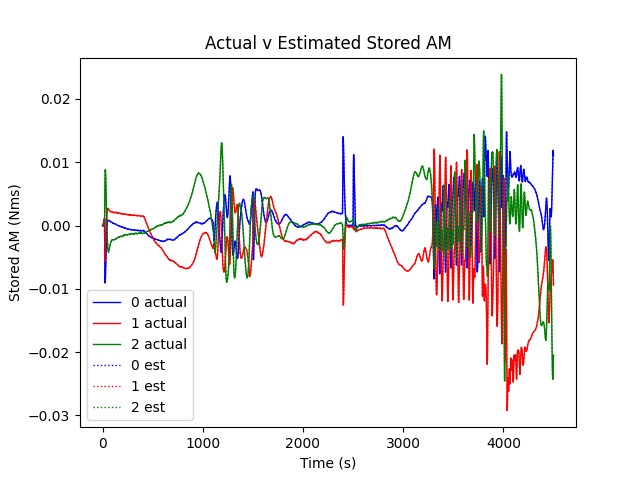 Actual v Estimated Stored AM
Stored AM (Nms)
0.02
0.01
0.00
−0.01
−0.02
−0.03
0 actual
1 actual
2 actual
0 est
1 est
2 est
0
1000
2000
3000
4000
Time (s)